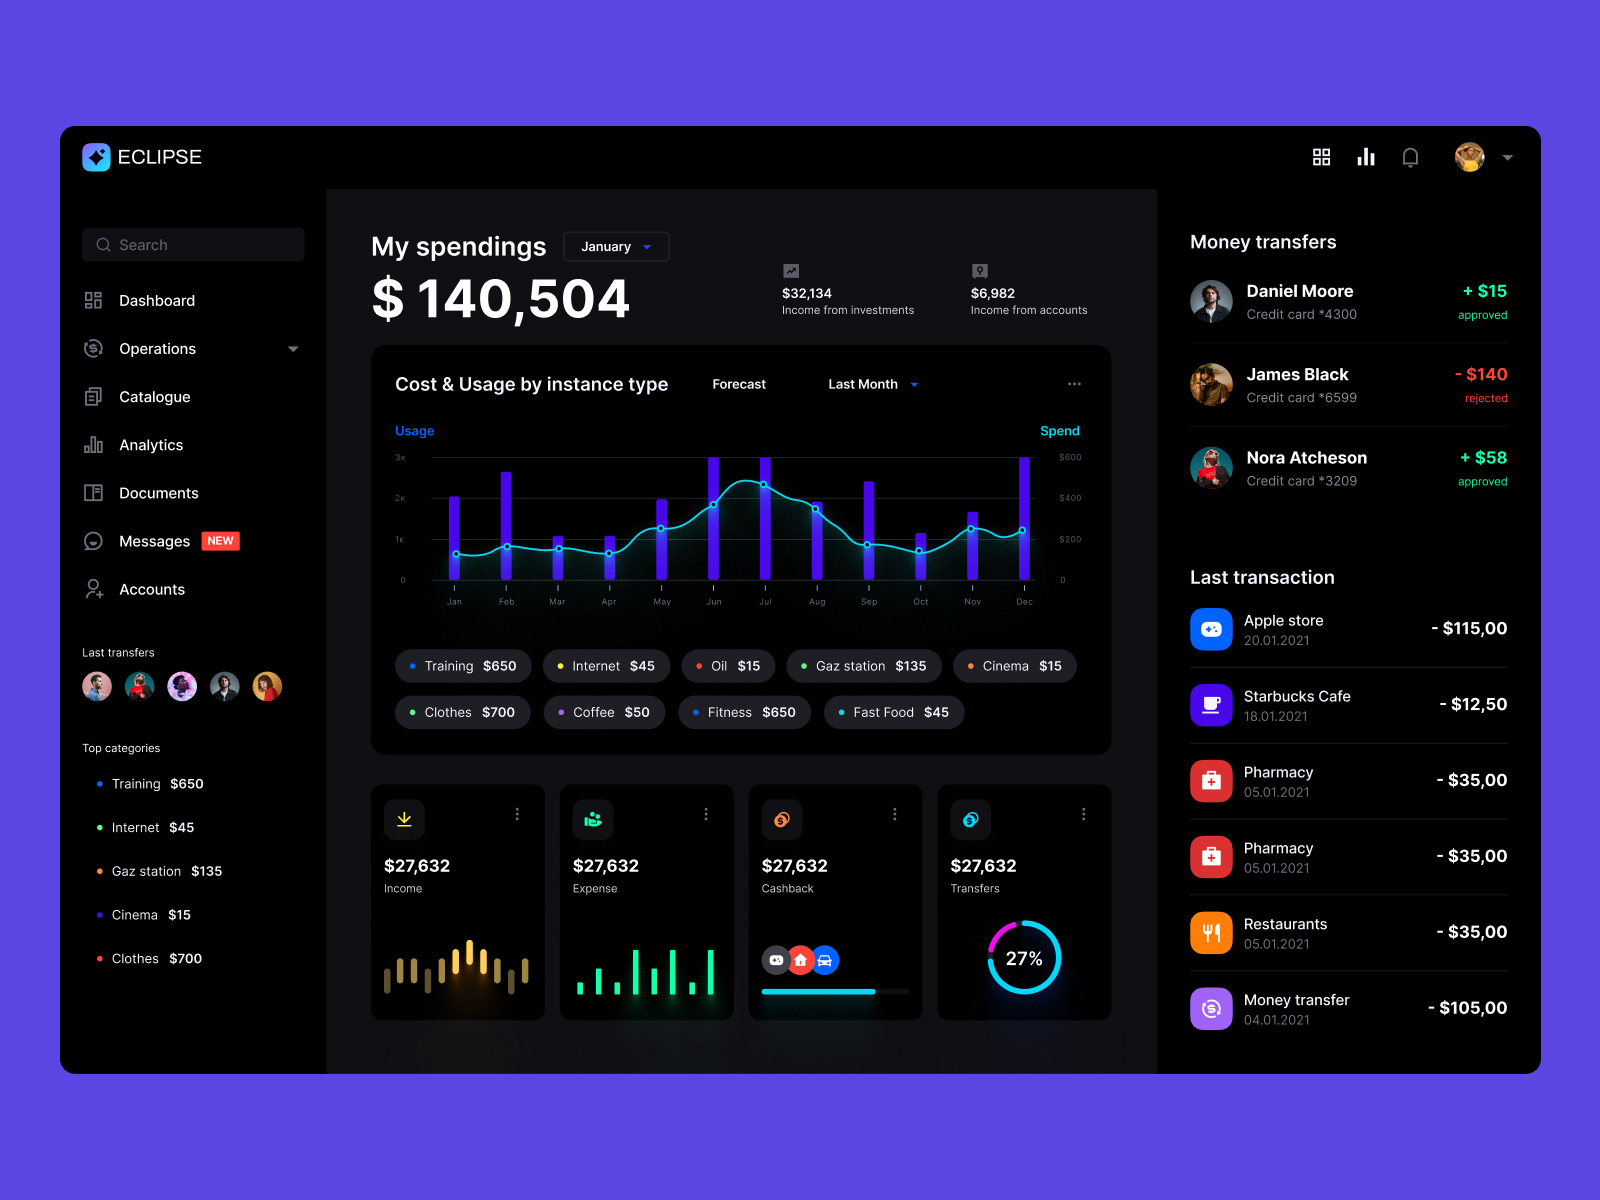 ECLIPSE
Search
Dashboard
Operations
Catalogue
Analytics
Documents
Messages NEW
Accounts
Last transfers
Top categories
Training $650
Internet $45
Gaz station $135
Cinema $15
Clothes $700
My spendings January
$ 140,504
$32,134
Income from investments
$6,982
Income from accounts
Cost & Usage by instance type Forecast Last Month
Usage Spend
3к $600
2к $400
1к $200
0 0
Jan Feb Mar Apr May Jun Jul Aug Sep Oct Nov Dec
Training $650 Internet $45 Oil $15 Gaz station $135 Cinema $15
Clothes $700 Coffee $50 Fitness $650 Fast Food $45
$27,632
Income
$27,632
Expense
$27,632
Cashback
$27,632
Transfers
27%
Money transfers
Daniel Moore + $15
Credit card *4300 approved
James Black - $140
Credit card *6599 rejected
Nora Atcheson + $58
Credit card *3209 approved
Last transaction
Apple store - $115,00
20.01.2021
Starbucks Cafe - $12,50
18.01.2021
Pharmacy - $35,00
05.01.2021
Pharmacy - $35,00
05.01.2021
Restaurants - $35,00
05.01.2021
Money transfer - $105,00
04.01.2021